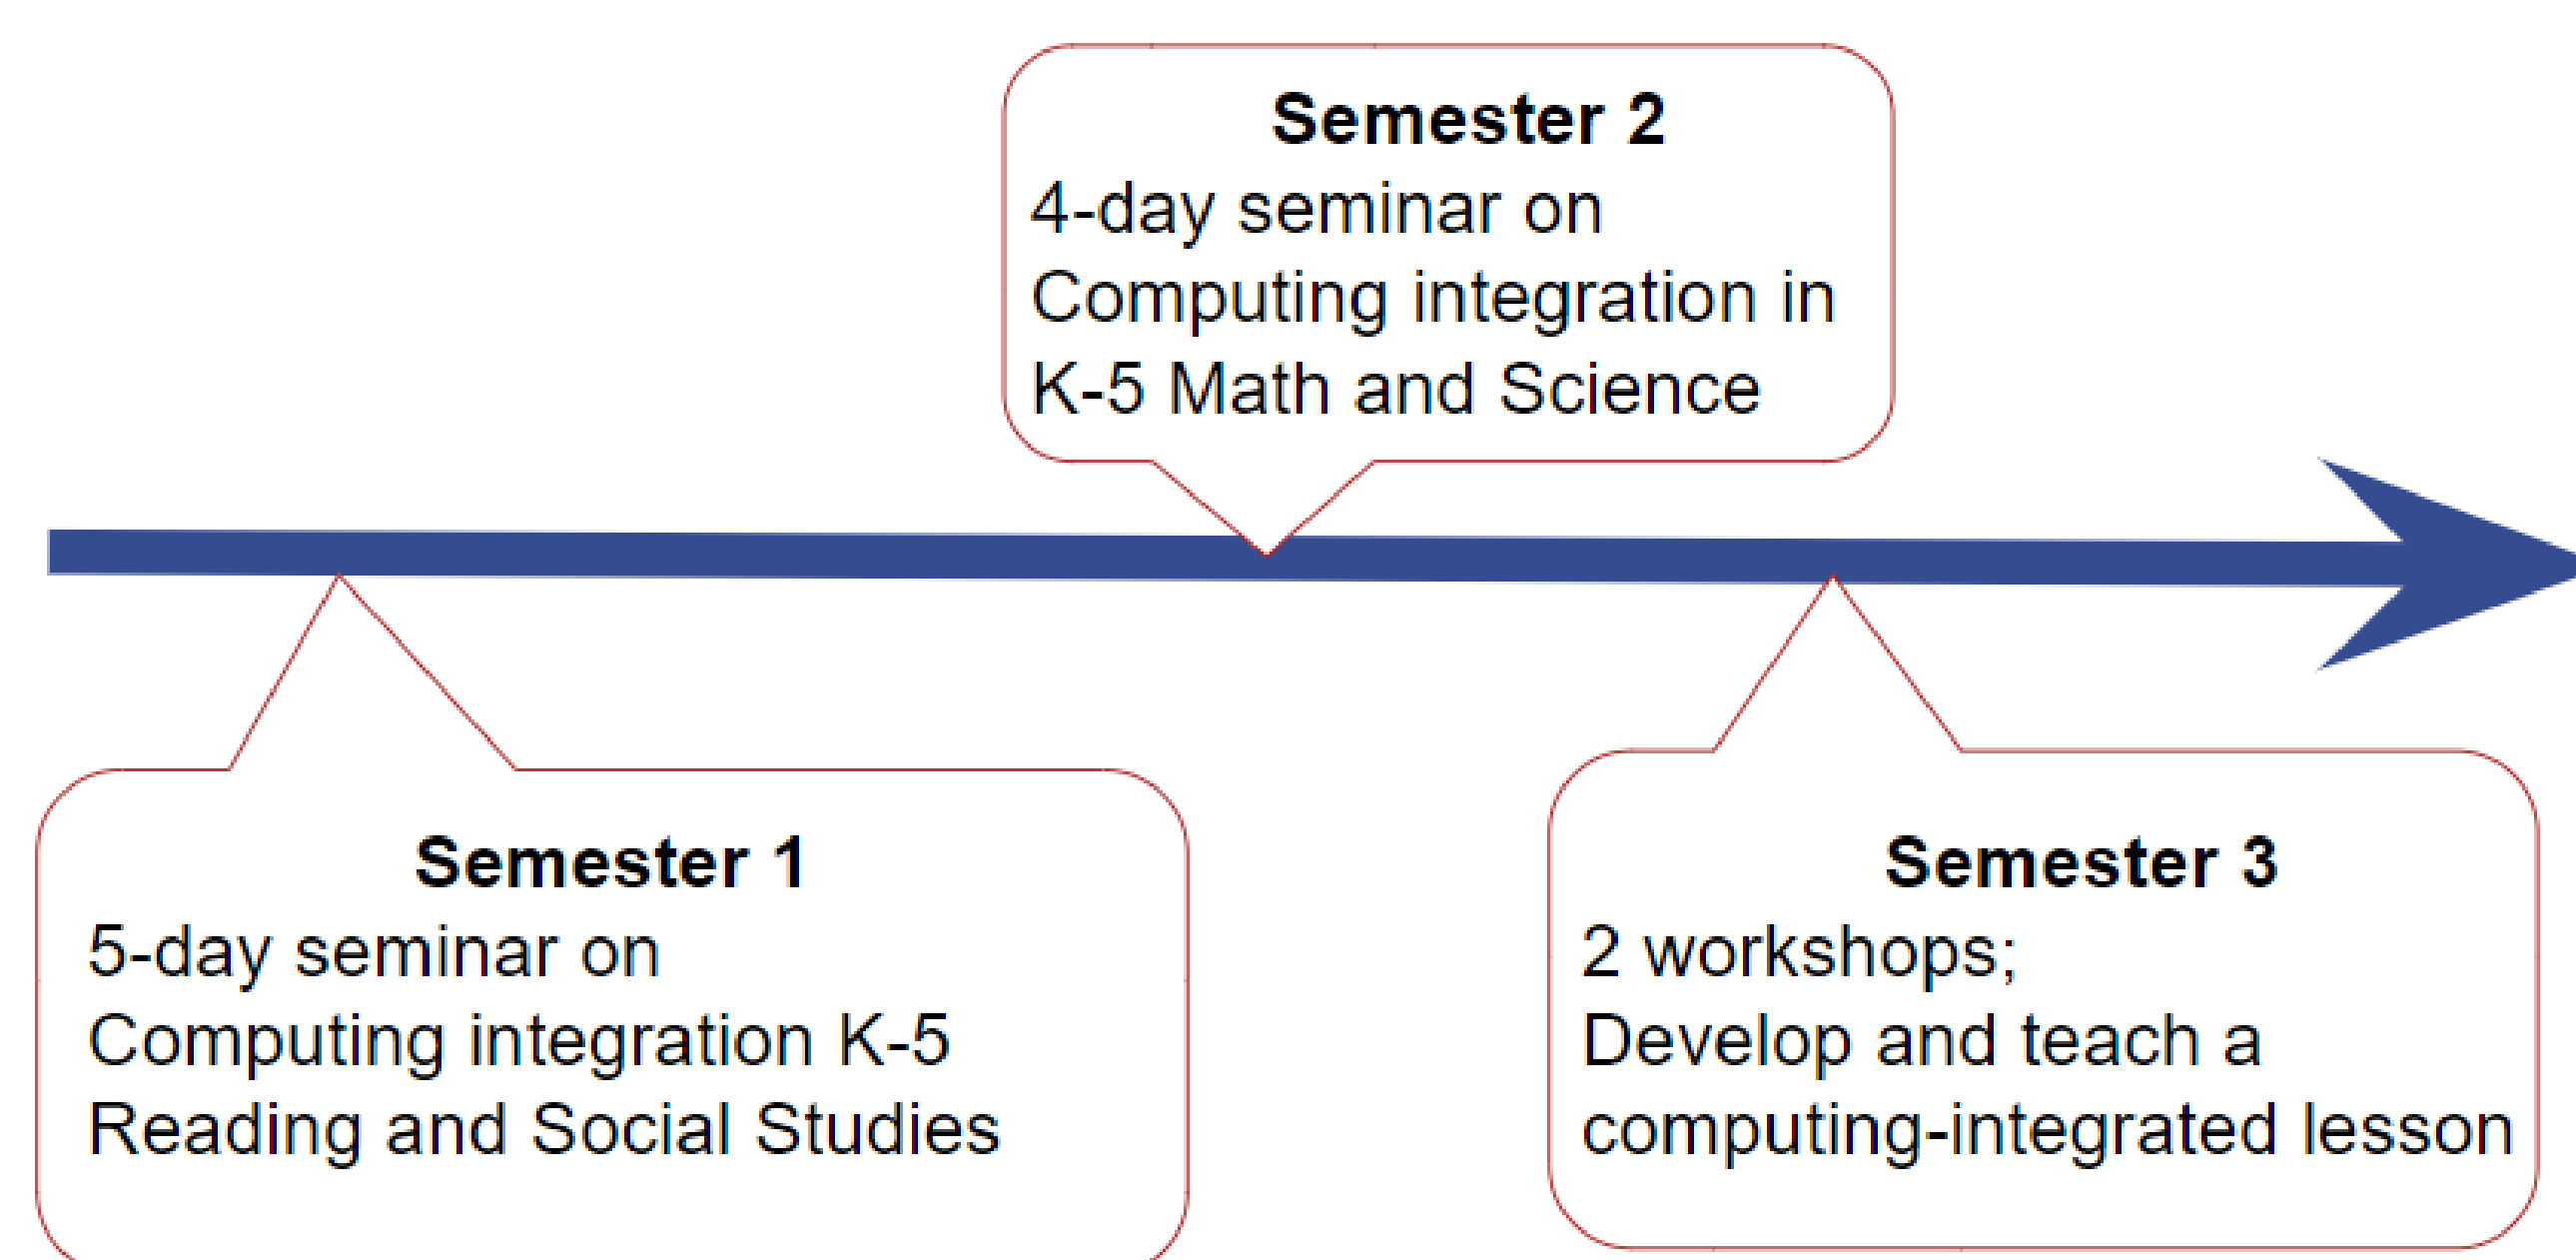 Semester 2
4-day seminar on
Computing integration in
K-5 Math and Science
Semester 1
5-day seminar on
Computing integration K-5
Reading and Social Studies
Semester 3
2 workshops;
Develop and teach a
computing-integrated lesson